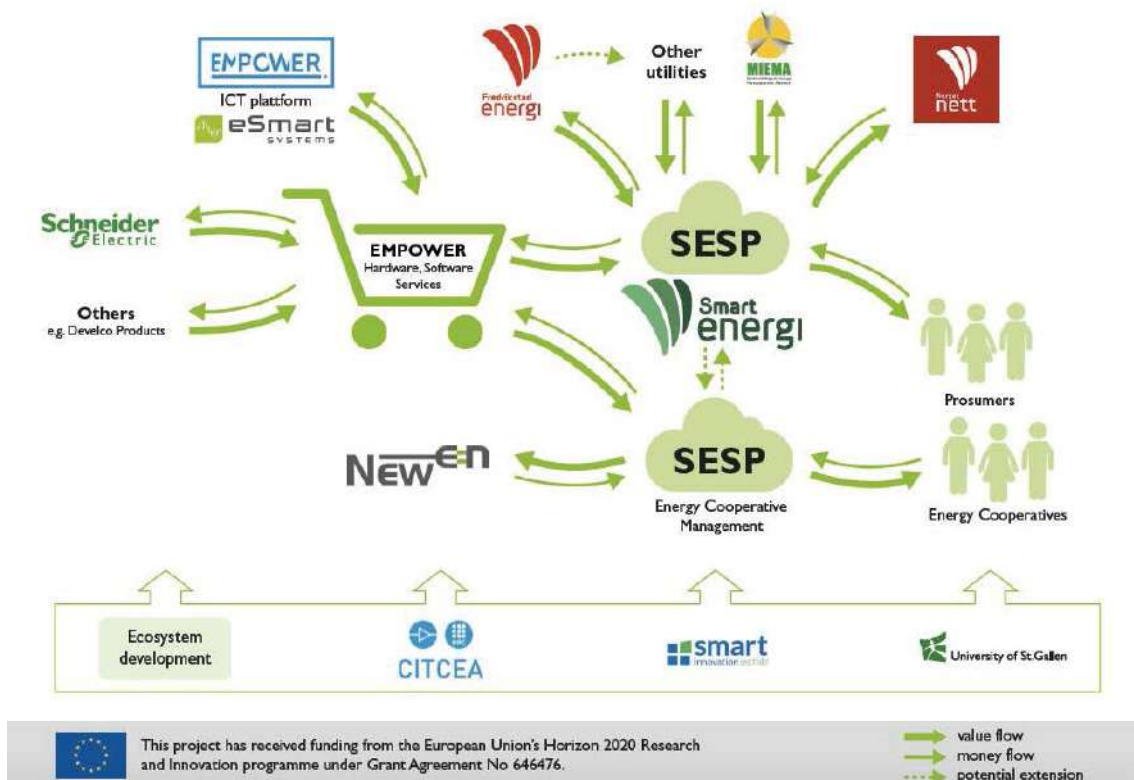 EMPOWER
ICT plattform
eSmart
SYSTEMS
Fredrikstad
energi
Other
utilities
MIEMA
Norgesnett
Schneider
Electric
EMPOWER
Hardware, Software
Services
SESP
Smart
energi
Others
e.g. Develco Products
Prosumers
NEW EN
SESP
Energy Cooperative
Management
Energy Cooperatives
Ecosystem
development
CITCEA
smart
innovation
University of St.Gallen
This project has received funding from the European Union's Horizon 2020 Research
and Innovation programme under Grant Agreement No 646476.
value flow
money flow
potential extension